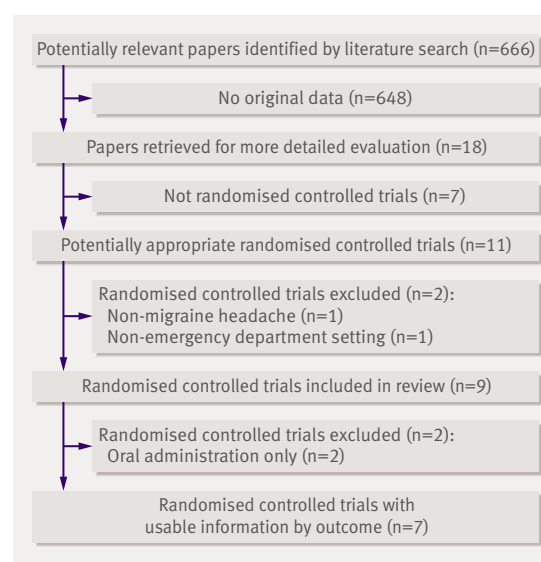 Potentially relevant papers identified by literature search (n=666)
No original data (n=648)
Papers retrieved for more detailed evaluation (n=18)
Not randomised controlled trials (n=7)
Potentially appropriate randomised controlled trials (n=11)
Randomised controlled trials excluded (n=2):
Non-migraine headache (n=1)
Non-emergency department setting (n=1)
Randomised controlled trials included in review (n=9)
Randomised controlled trials excluded (n=2):
Oral administration only (n=2)
Randomised controlled trials with
usable information by outcome (n=7)